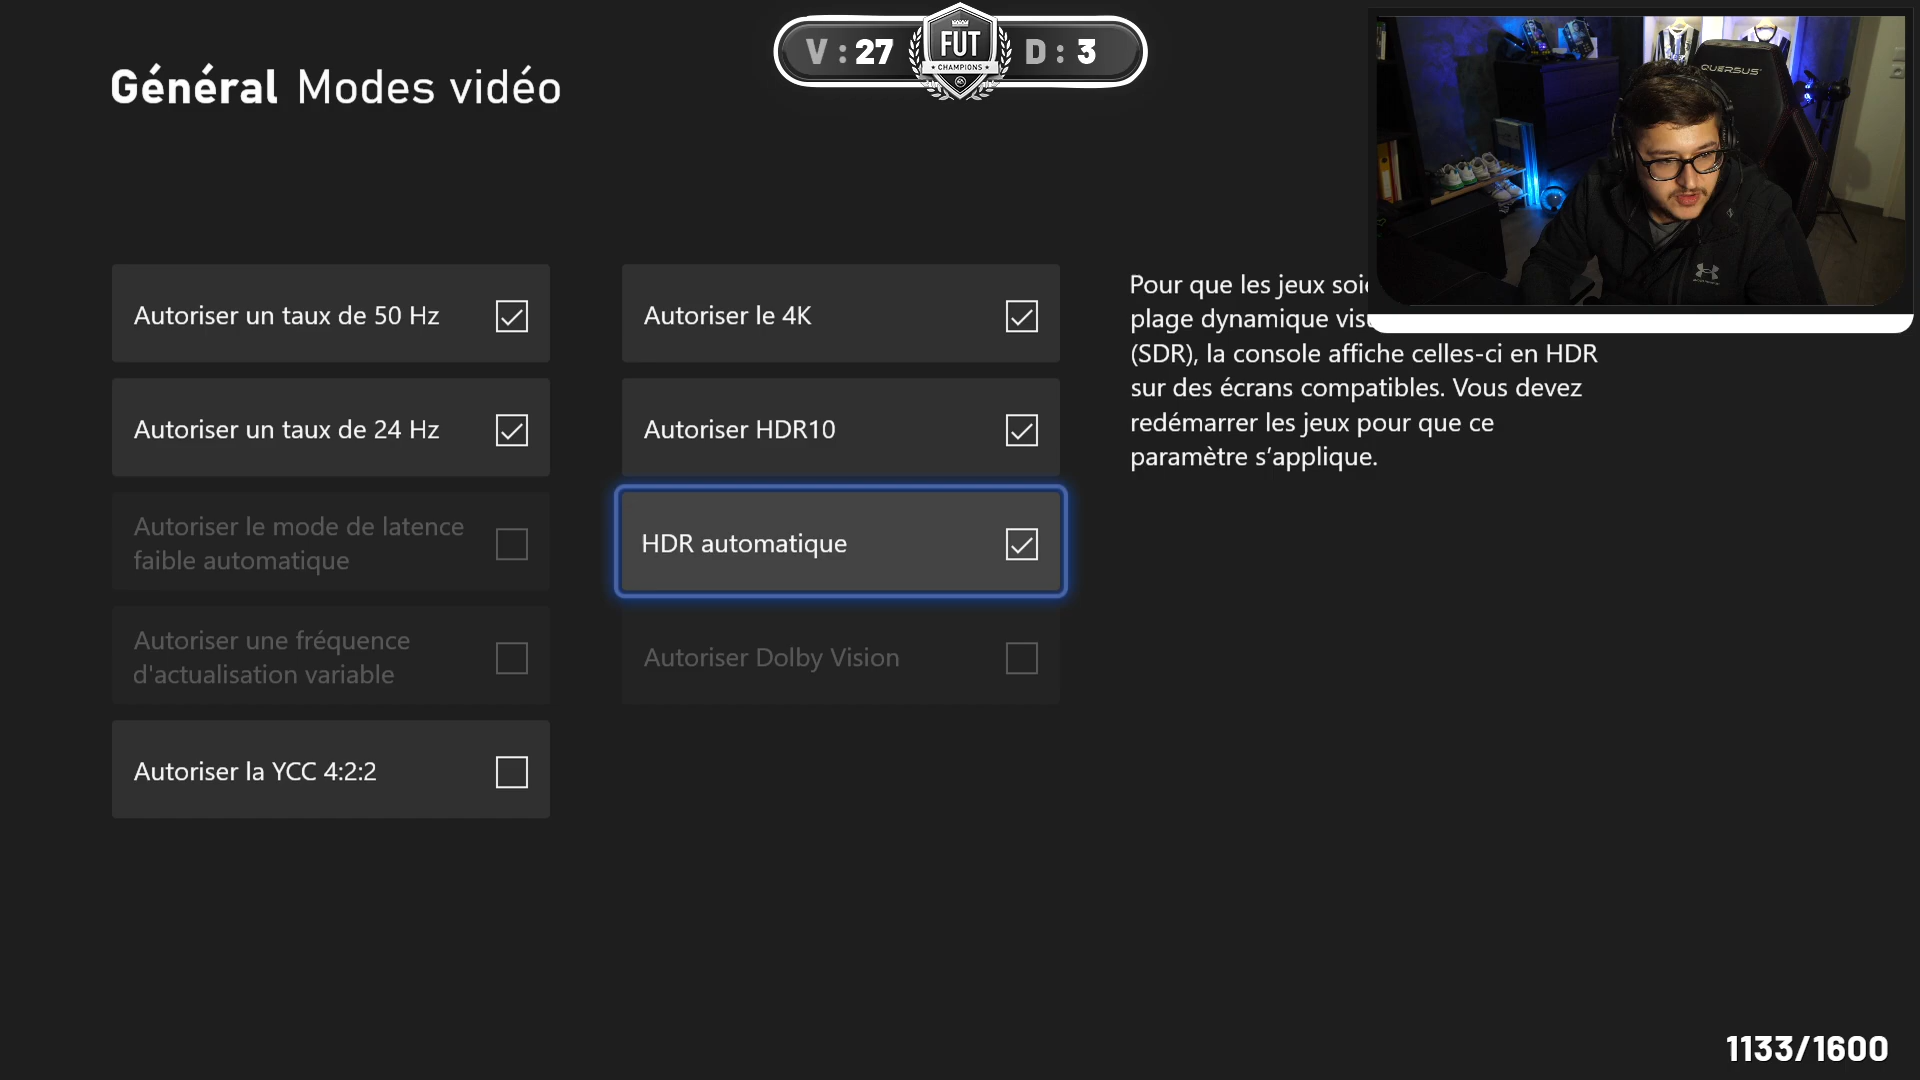 Général Modes vidéo
V : 27
FUT
CHAMPIONS
D : 3
QUERSUS
Autoriser un taux de 50 Hz
Autoriser un taux de 24 Hz
Autoriser le mode de latence
faible automatique
Autoriser une fréquence
d'actualisation variable
Autoriser la YCC 4:2:2
Autoriser le 4K
Autoriser HDR10
HDR automatique
Autoriser Dolby Vision
Pour que les jeux
plage dynamique
(SDR), la console affiche celles-ci en HDR
sur des écrans compatibles. Vous devez
redémarrer les jeux pour que ce
paramètre s’applique.
1133/1600